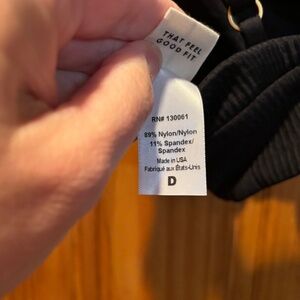 THAT FEEL
GOOD FIT.
RN# 130061
89% Nylon/Nylon
11% Spandex/
Spandex
Made in USA
Fabriqué aux États-Unis
D